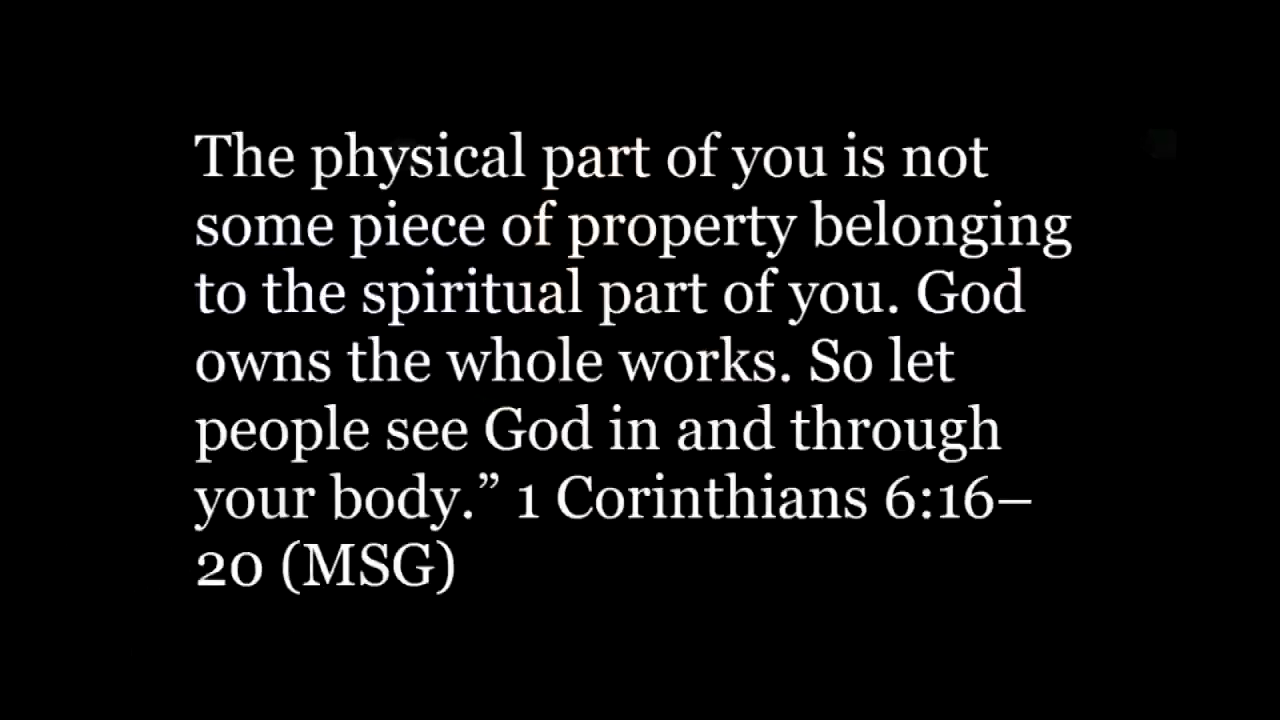 The physical part of you is not
some piece of property belonging
to the spiritual part of you. God
owns the whole works. So let
people see God in and through
your body.” 1 Corinthians 6:16–
20 (MSG)